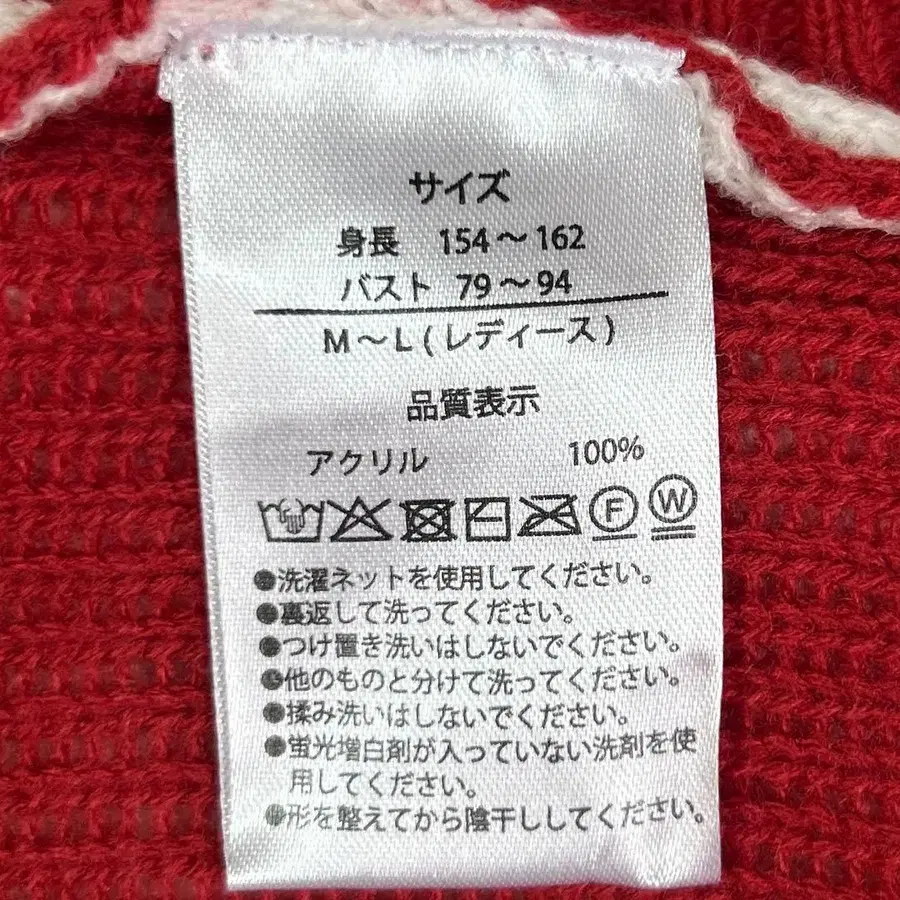 サイズ
身長 154～162
バスト 79～94
M～L(レディース)
品質表示
アクリル 100%
F W
●洗濯ネットを使用してください。
●裏返して洗ってください。
●つけ置き洗いはしないでください。
●他のものと分けて洗ってください。
●揉み洗いはしないでください。
●蛍光増白剤が入っていない洗剤を使
用してください。
●形を整えてから陰干ししてください。